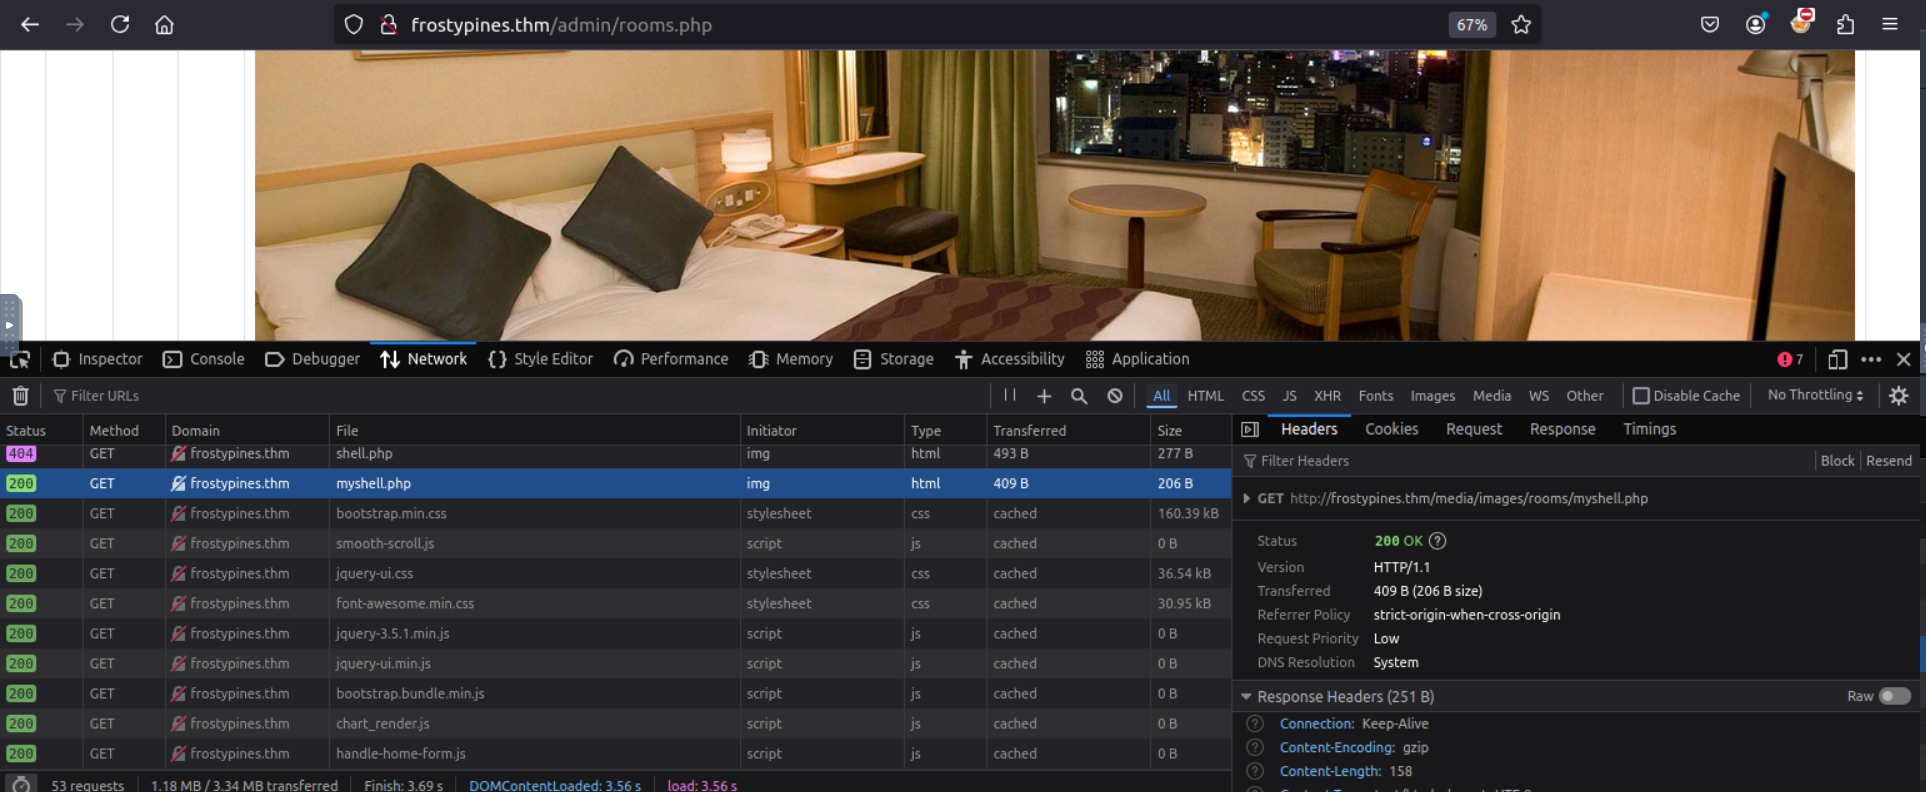 frostypines.thm/admin/rooms.php 67%
Inspector Console Debugger Network Style Editor Performance Memory Storage Accessibility Application 7
Filter URLs All HTML CSS JS XHR Fonts Images Media WS Other Disable Cache No Throttling
Status Method Domain File Initiator Type Transferred Size
404 GET frostypines.thm shell.php img html 493 B 277 B
200 GET frostypines.thm myshell.php img html 409 B 206 B
200 GET frostypines.thm bootstrap.min.css stylesheet css cached 160.39 kB
200 GET frostypines.thm smooth-scroll.js script js cached 0 B
200 GET frostypines.thm jquery-ui.css stylesheet css cached 36.54 kB
200 GET frostypines.thm font-awesome.min.css stylesheet css cached 30.95 kB
200 GET frostypines.thm jquery-3.5.1.min.js script js cached 0 B
200 GET frostypines.thm jquery-ui.min.js script js cached 0 B
200 GET frostypines.thm bootstrap.bundle.min.js script js cached 0 B
200 GET frostypines.thm chart_render.js script js cached 0 B
200 GET frostypines.thm handle-home-form.js script js cached 0 B
53 requests 1.18 MB / 3.34 MB transferred Finish: 3.69 s DOMContentLoaded: 3.56 s load: 3.56 s
Headers Cookies Request Response Timings
Filter Headers Block Resend
GET http://frostypines.thm/media/images/rooms/myshell.php
Status 200 OK
Version HTTP/1.1
Transferred 409 B (206 B size)
Referrer Policy strict-origin-when-cross-origin
Request Priority Low
DNS Resolution System
Response Headers (251 B) Raw
Connection: Keep-Alive
Content-Encoding: gzip
Content-Length: 158